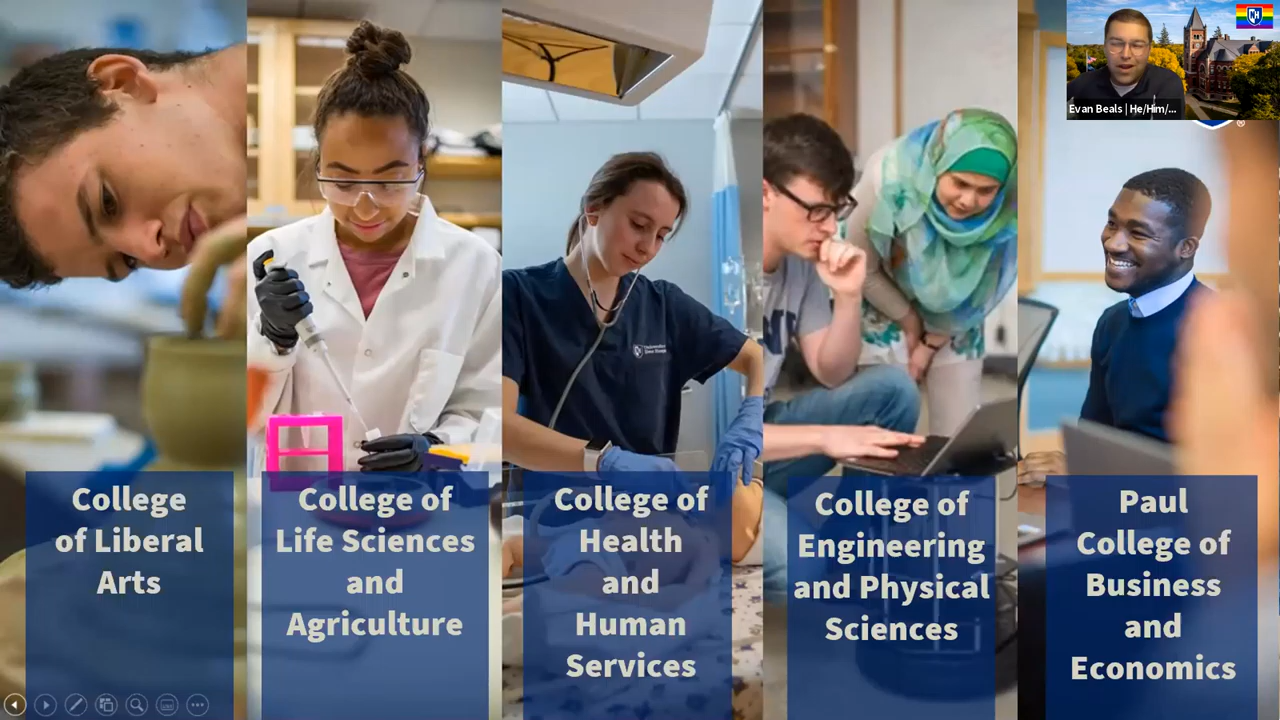 Evan Beals | He/Him/...
College
of Liberal
Arts
College of
Life Sciences
and
Agriculture
College of
Health
and
Human
Services
College of
Engineering
and Physical
Sciences
Paul
College of
Business
and
Economics